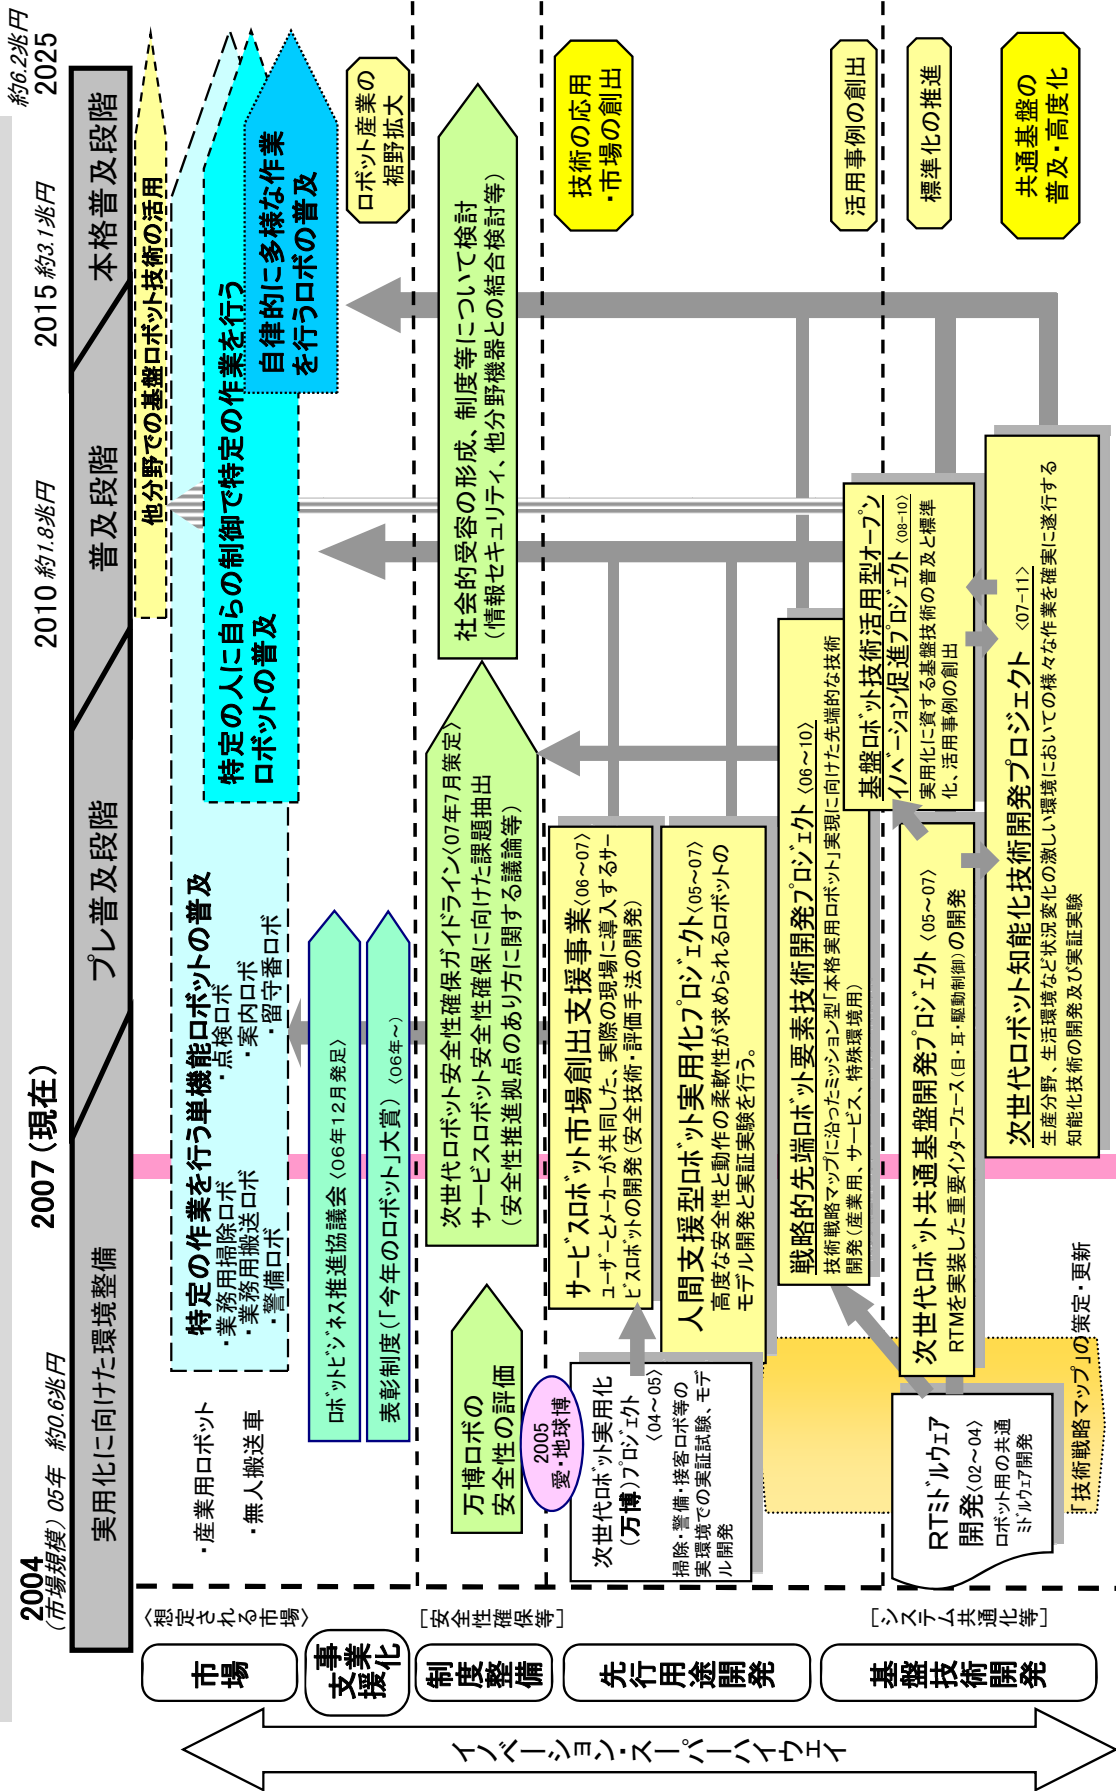 2004
2007（現在）
2010 約1.8兆円
2015 約3.1兆円
2025
約6.2兆円
（市場規模）05年 約0.6兆円
実用化に向けた環境整備
プレ普及段階
普及段階
本格普及段階
〈想定される市場〉
市場
・産業用ロボット
・無人搬送車
特定の作業を行う単機能ロボットの普及
・業務用掃除ロボ
・業務用搬送ロボ
・警備ロボ
・点検ロボ
・案内ロボ
・留守番ロボ
他分野での基盤ロボット技術の活用
特定の人に自らの制御で特定の作業を行う
ロボットの普及
自律的に多様な作業
を行うロボの普及
事業
支援化
ロボットビジネス推進協議会〈06年12月発足〉
表彰制度（「今年のロボット」大賞）〈06年～〉
ロボット産業の
裾野拡大
［安全性確保等］
制度
整備
万博ロボの
安全性の評価
次世代ロボット安全性確保ガイドライン〈07年7月策定〉
サービスロボット安全性確保に向けた課題抽出
（安全性推進拠点のあり方に関する議論等）
社会的受容の形成、制度等について検討
（情報セキュリティ、他分野機器との結合検討等）
先行用途開発
2005
愛・地球博
次世代ロボット実用化
（万博）プロジェクト
〈04～05〉
掃除・警備・接客ロボ等の
実環境での実証試験、モデ
ル開発
サービスロボット市場創出支援事業〈06～07〉
ユーザーとメーカーが共同した、実際の現場に導入するサー
ビスロボットの開発（安全技術・評価手法の開発）
人間支援型ロボット実用化プロジェクト〈05～07〉
高度な安全性と動作の柔軟性が求められるロボットの
モデル開発と実証実験を行う。
戦略的先端ロボット要素技術開発プロジェクト〈06～10〉
技術戦略マップに沿ったミッション型「本格実用ロボット」実現に向けた先端的な技術
開発（産業用、サービス、特殊環境用）
技術の応用
・市場の創出
［システム共通化等］
基盤技術開発
RTミドルウェア
開発〈02～04〉
ロボット用の共通
ミドルウェア開発
次世代ロボット共通基盤開発プロジェクト〈05～07〉
RTMを実装した重要インターフェース（目・耳・駆動制御）の開発
基盤ロボット技術活用型オープン
イノベーション促進プロジェクト〈08-10〉
実用化に資する基盤技術の普及と標準
化、活用事例の創出
次世代ロボット知能化技術開発プロジェクト〈07-11〉
生産分野、生活環境など状況変化の激しい環境においての様々な作業を確実に遂行する
知能化技術の開発及び実証実験
「技術戦略マップ」の策定・更新
活用事例の創出
標準化の推進
共通基盤の
普及・高度化
イノベーション・スーパーハイウェイ